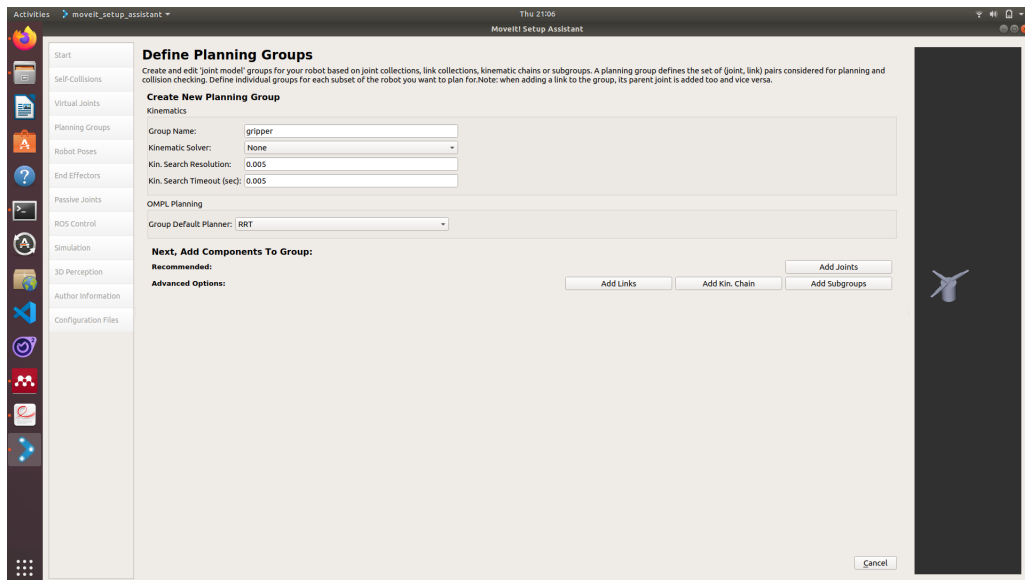 Activities moveit_setup_assistant Thu 21:06
MoveIt! Setup Assistant
Start
Self-Collisions
Virtual Joints
Planning Groups
Robot Poses
End Effectors
Passive Joints
ROS Control
Simulation
3D Perception
Author Information
Configuration Files
Define Planning Groups
Create and edit 'joint model' groups for your robot based on joint collections, link collections, kinematic chains or subgroups. A planning group defines the set of (joint, link) pairs considered for planning and
collision checking. Define individual groups for each subset of the robot you want to plan for.Note: when adding a link to the group, its parent joint is added too and vice versa.
Create New Planning Group
Kinematics
Group Name: gripper
Kinematic Solver: None
Kin. Search Resolution: 0.005
Kin. Search Timeout (sec): 0.005
OMPL Planning
Group Default Planner: RRT
Next, Add Components To Group:
Recommended: Add Joints
Advanced Options: Add Links Add Kin. Chain Add Subgroups
Cancel